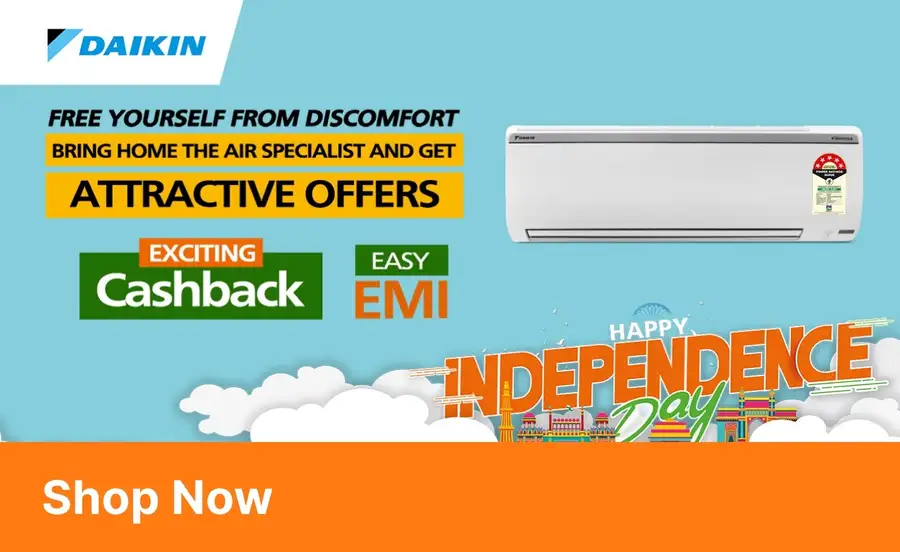 DAIKIN
FREE YOURSELF FROM DISCOMFORT
BRING HOME THE AIR SPECIALIST AND GET
ATTRACTIVE OFFERS
EXCITING
Cashback
EASY
EMI
DAIKIN
HAPPY
INDEPENDENCE
Day
Shop Now